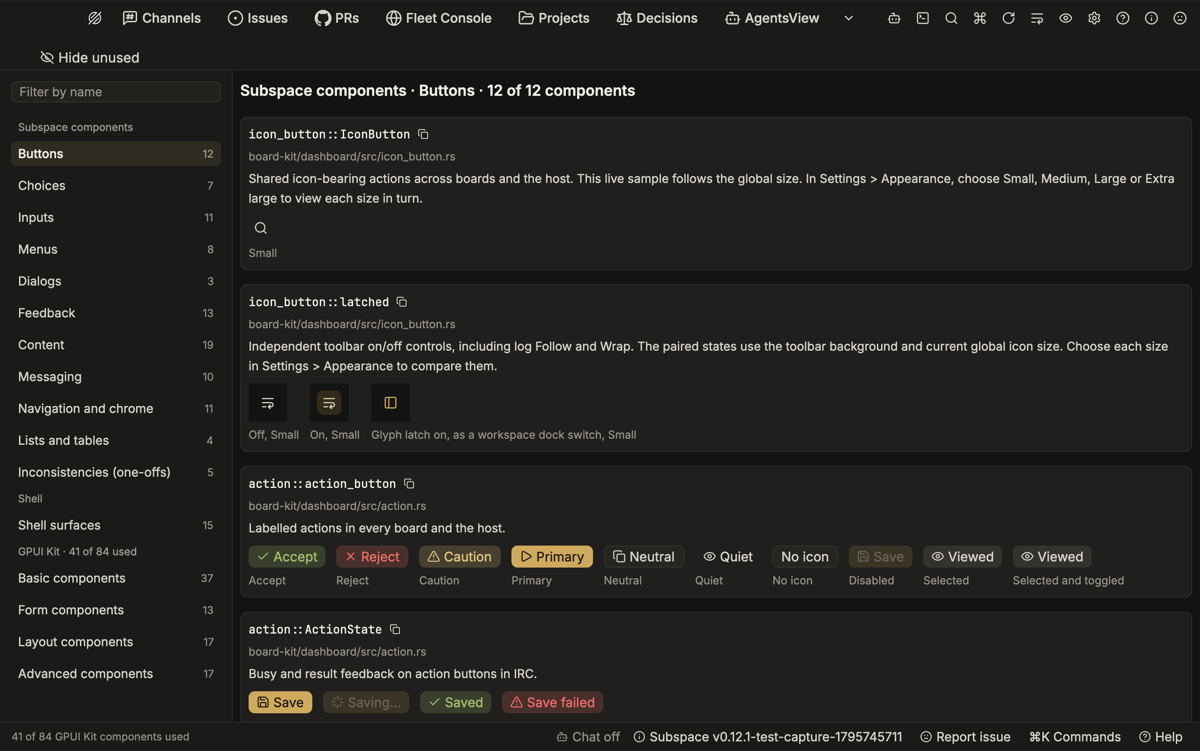 Channels Issues PRs Fleet Console Projects Decisions AgentsView
Hide unused
Filter by name
Subspace components
Buttons 12
Choices 7
Inputs 11
Menus 8
Dialogs 3
Feedback 13
Content 19
Messaging 10
Navigation and chrome 11
Lists and tables 4
Inconsistencies (one-offs) 5
Shell
Shell surfaces 15
GPUI Kit · 41 of 84 used
Basic components 37
Form components 13
Layout components 17
Advanced components 17
Subspace components · Buttons · 12 of 12 components
icon_button::IconButton
board-kit/dashboard/src/icon_button.rs
Shared icon-bearing actions across boards and the host. This live sample follows the global size. In Settings > Appearance, choose Small, Medium, Large or Extra
large to view each size in turn.
Small
icon_button::latched
board-kit/dashboard/src/icon_button.rs
Independent toolbar on/off controls, including log Follow and Wrap. The paired states use the toolbar background and current global icon size. Choose each size
in Settings > Appearance to compare them.
Off, Small On, Small Glyph latch on, as a workspace dock switch, Small
action::action_button
board-kit/dashboard/src/action.rs
Labelled actions in every board and the host.
Accept Reject Caution Primary Neutral Quiet No icon Save Viewed Viewed
Accept Reject Caution Primary Neutral Quiet No icon Disabled Selected Selected and toggled
action::ActionState
board-kit/dashboard/src/action.rs
Busy and result feedback on action buttons in IRC.
Save Saving... Saved Save failed
41 of 84 GPUI Kit components used Chat off Subspace v0.12.1-test-capture-1795745711 Report issue ⌘K Commands Help